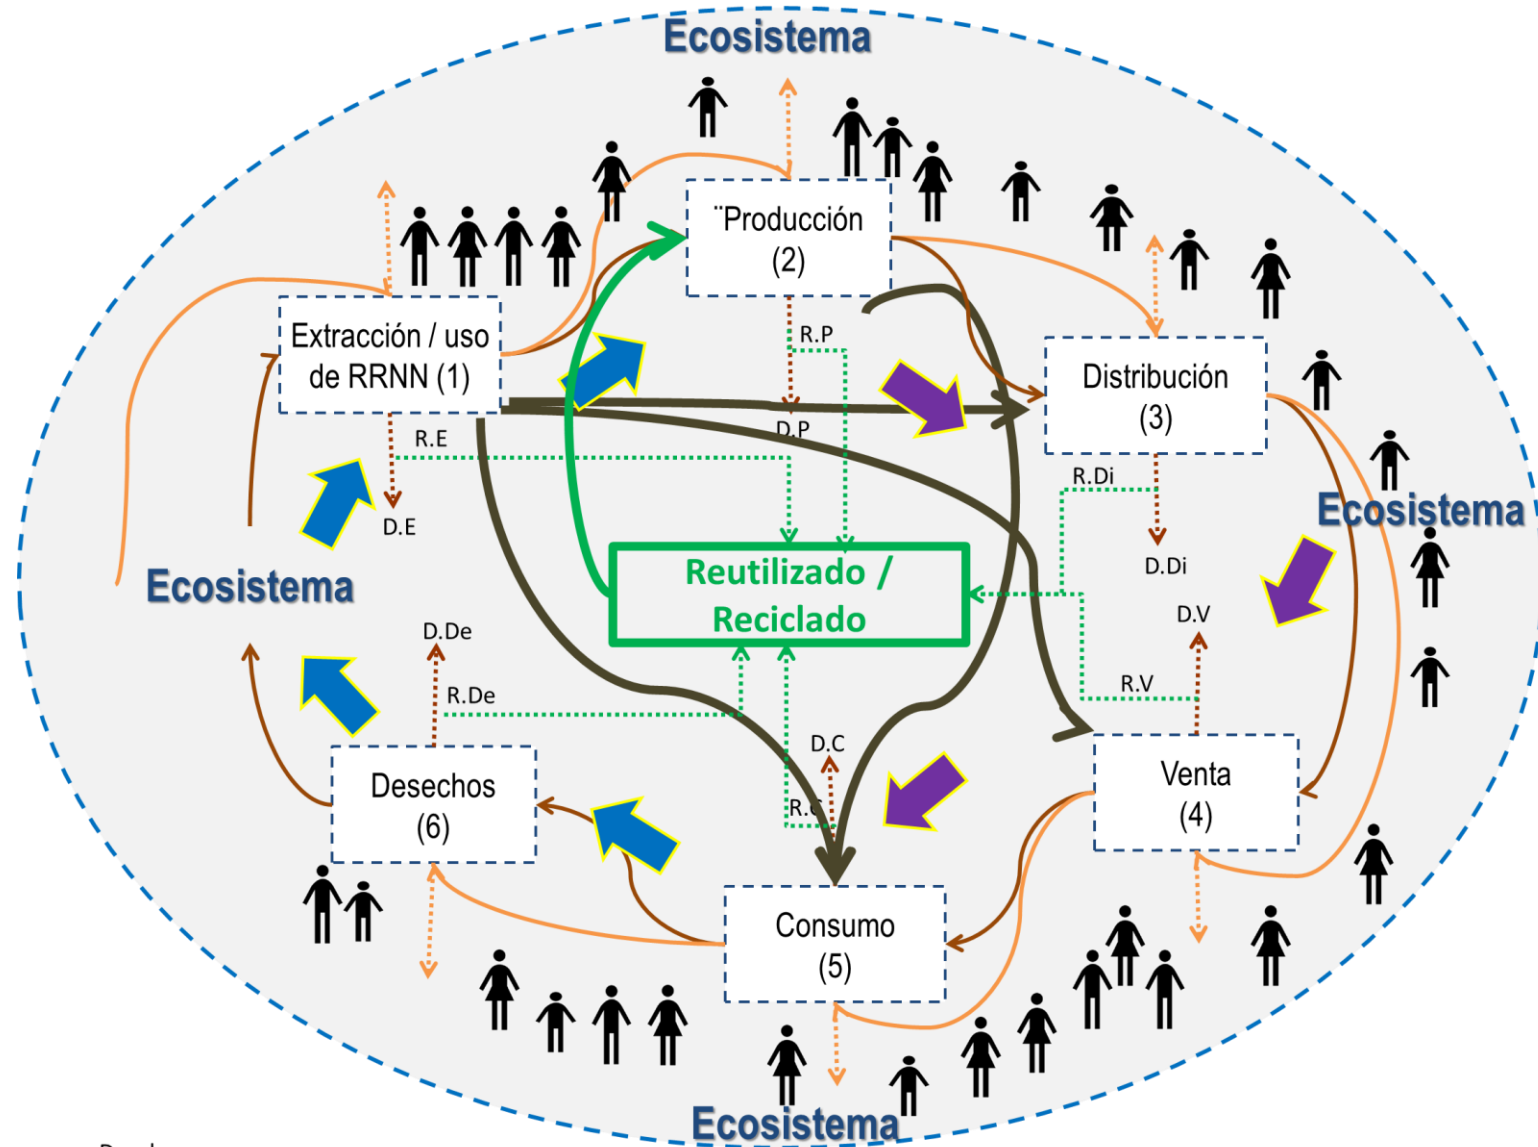 Ecosistema
¨Producción
(2)
Extracción / uso
de RRNN (1)
R.P
Distribución
(3)
D.P
R.E
R.Di
D.E
Ecosistema
D.Di
Reutilizado /
Reciclado
Ecosistema
D.V
D.De
R.De
R.V
D.C
Desechos
(6)
Venta
(4)
R.C
Consumo
(5)
Ecosistema